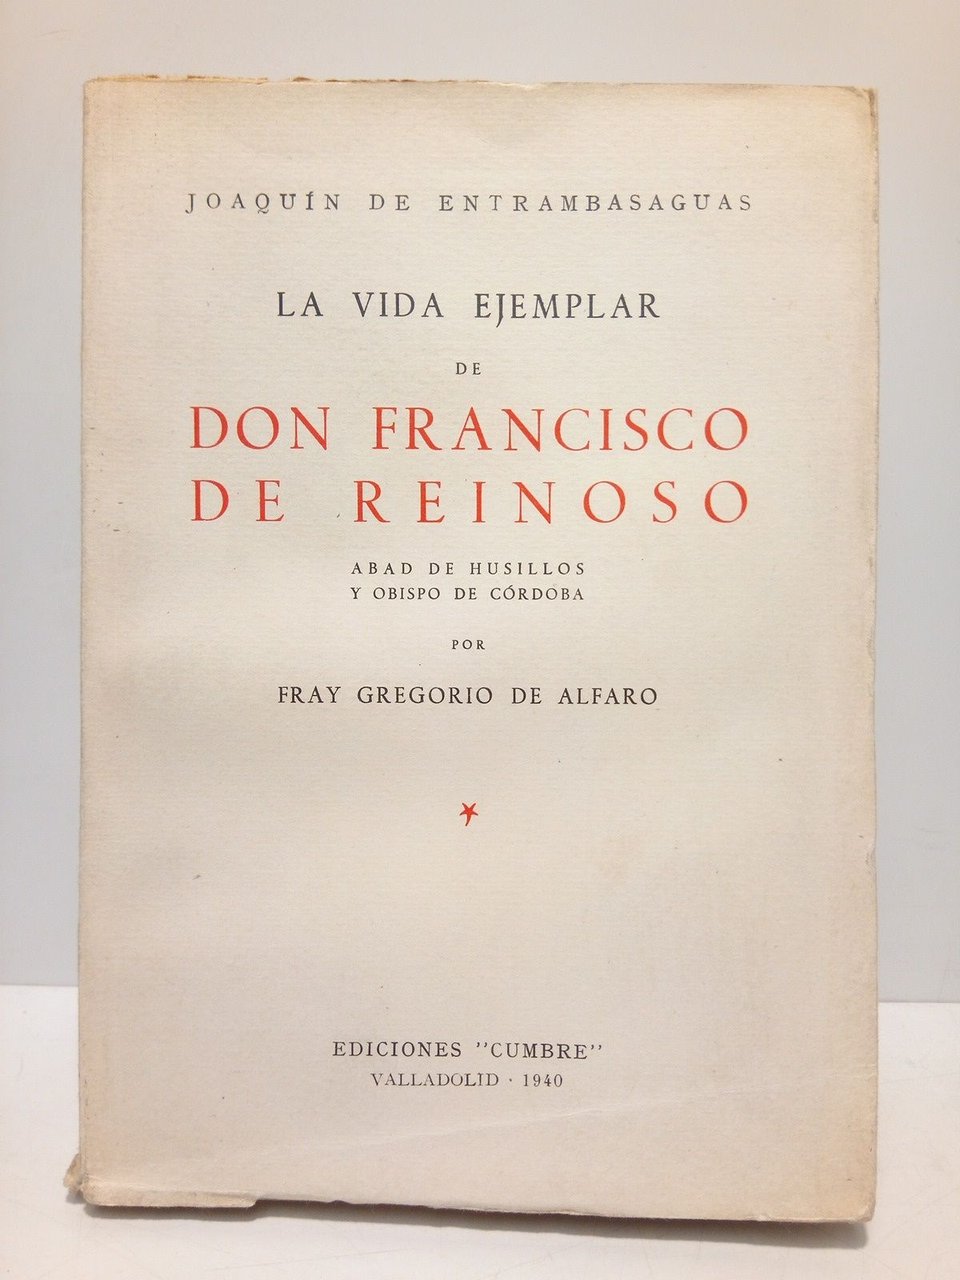 JOAQUÍN DE ENTRAMBASAGUAS
LA VIDA EJEMPLAR
DE
DON FRANCISCO
DE REINOSO
ABAD DE HUSILLOS
Y OBISPO DE CÓRDOBA
POR
FRAY GREGORIO DE ALFARO
EDICIONES "CUMBRE"
VALLADOLID · 1940